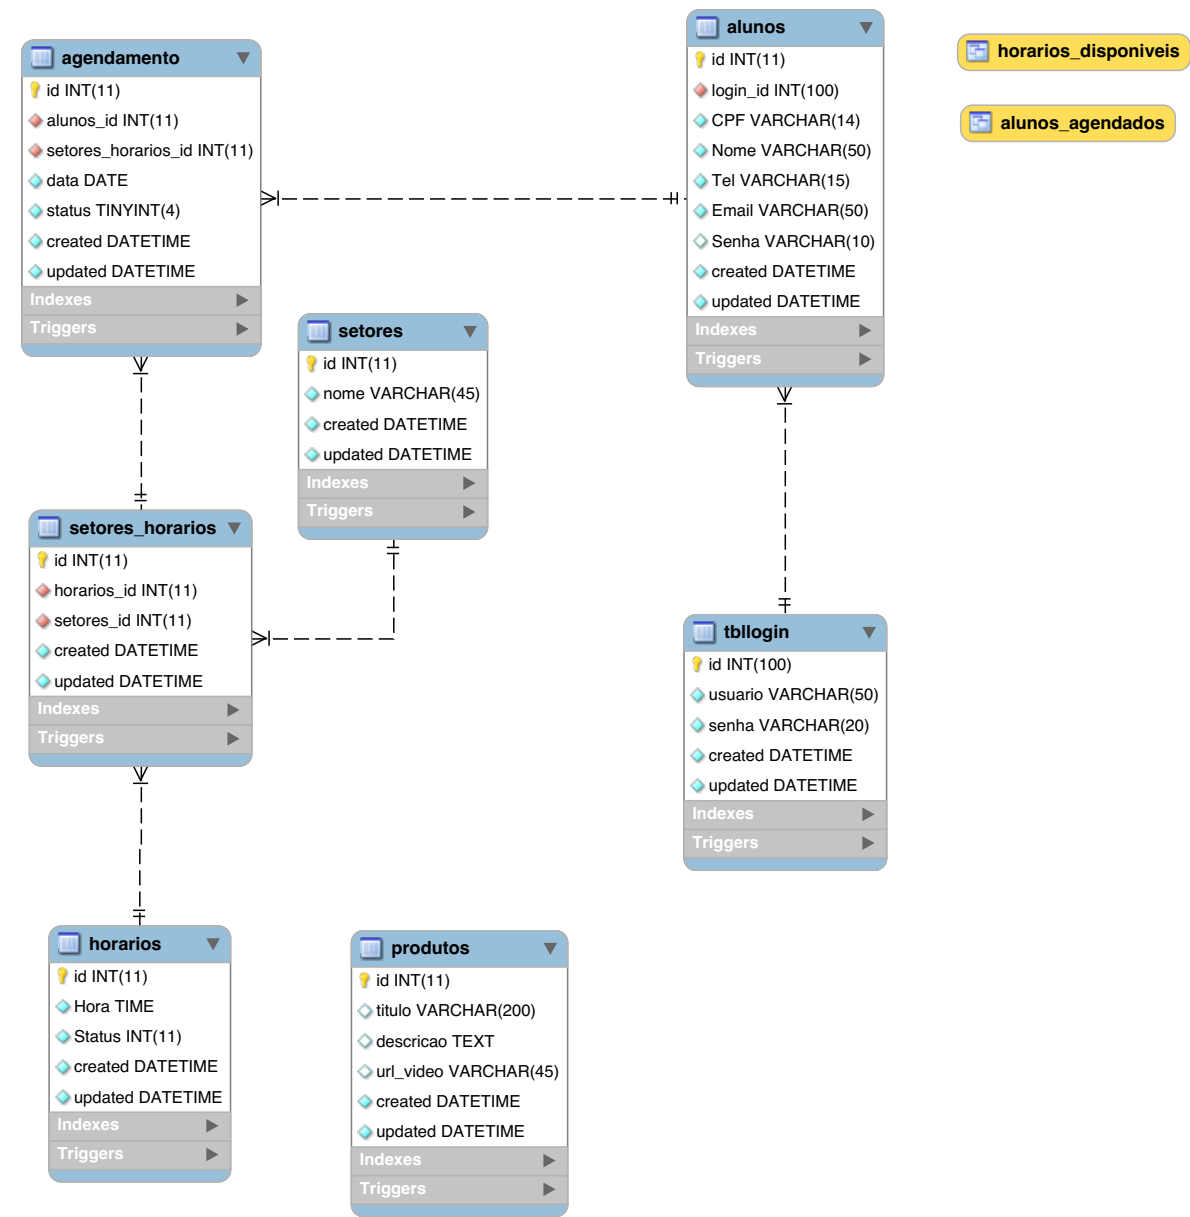 agendamento
id INT(11)
alunos_id INT(11)
setores_horarios_id INT(11)
data DATE
status TINYINT(4)
created DATETIME
updated DATETIME
Indexes
Triggers
alunos
id INT(11)
login_id INT(100)
CPF VARCHAR(14)
Nome VARCHAR(50)
Tel VARCHAR(15)
Email VARCHAR(50)
Senha VARCHAR(10)
created DATETIME
updated DATETIME
Indexes
Triggers
horarios_disponiveis
alunos_agendados
setores
id INT(11)
nome VARCHAR(45)
created DATETIME
updated DATETIME
Indexes
Triggers
setores_horarios
id INT(11)
horarios_id INT(11)
setores_id INT(11)
created DATETIME
updated DATETIME
Indexes
Triggers
tbllogin
id INT(100)
usuario VARCHAR(50)
senha VARCHAR(20)
created DATETIME
updated DATETIME
Indexes
Triggers
horarios
id INT(11)
Hora TIME
Status INT(11)
created DATETIME
updated DATETIME
Indexes
Triggers
produtos
id INT(11)
titulo VARCHAR(200)
descricao TEXT
url_video VARCHAR(45)
created DATETIME
updated DATETIME
Indexes
Triggers